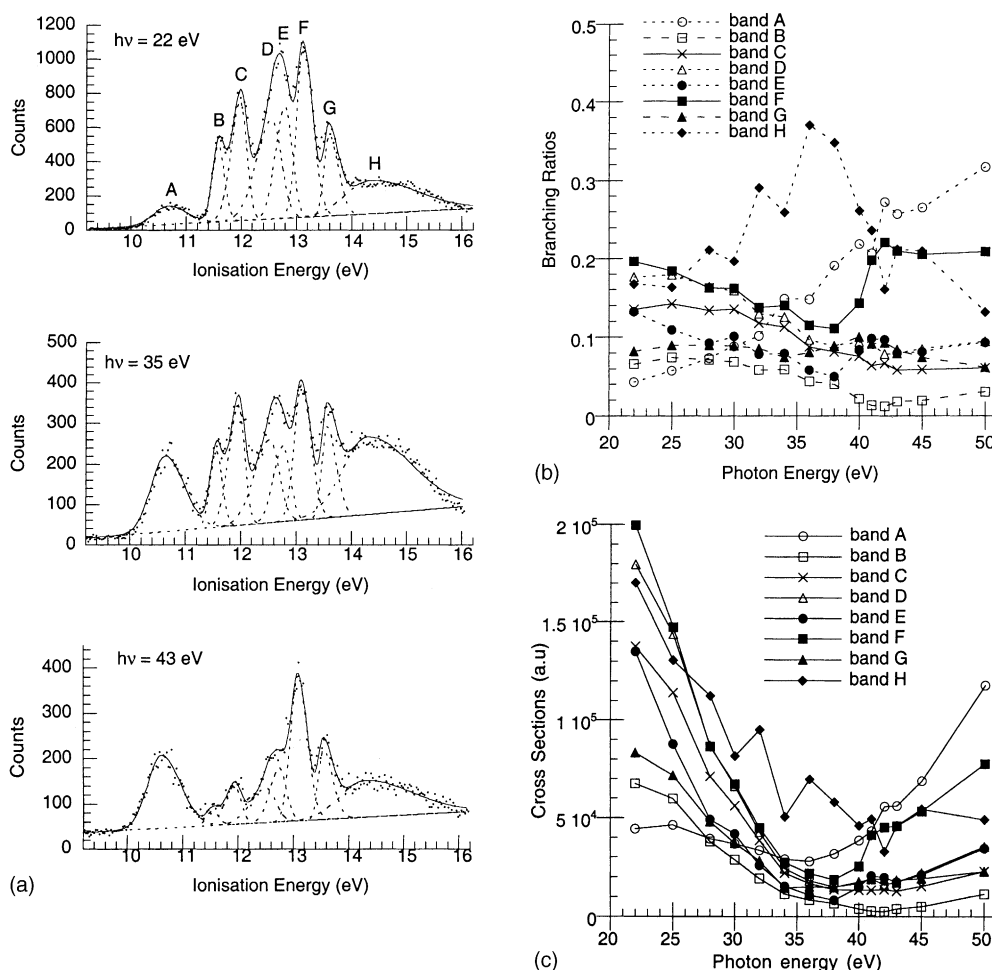 hν = 22 eV
A
B
C
D
E
F
G
H
Counts
1200
1000
800
600
400
200
0
10
11
12
13
14
15
16
Ionisation Energy (eV)
hν = 35 eV
Counts
500
400
300
200
100
0
10
11
12
13
14
15
16
Ionisation Energy (eV)
hν = 43 eV
Counts
400
300
200
100
0
10
11
12
13
14
15
16
Ionisation Energy (eV)
(a)
Branching Ratios
0.5
0.4
0.3
0.2
0.1
0
band A
band B
band C
band D
band E
band F
band G
band H
20
25
30
35
40
45
50
Photon Energy (eV)
(b)
Cross Sections (a.u)
2 10⁵
1.5 10⁵
1 10⁵
5 10⁴
0
band A
band B
band C
band D
band E
band F
band G
band H
20
25
30
35
40
45
50
Photon energy (eV)
(c)